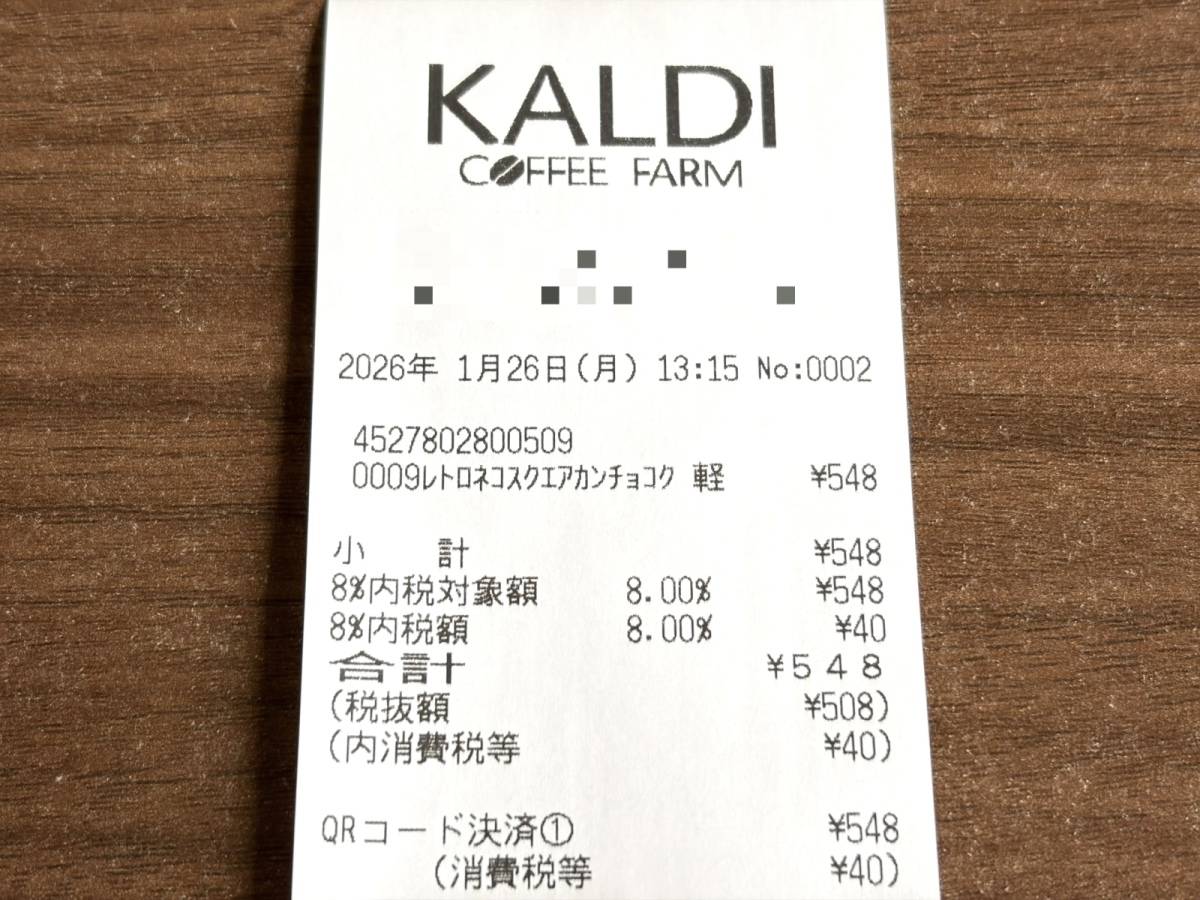 KALDI
COFFEE FARM
2026年 1月26日(月) 13:15 No:0002
4527802800509
0009レトロネコスクエアカンチョコク 軽 ¥548
小 計 ¥548
8%内税対象額 8.00% ¥548
8%内税額 8.00% ¥40
合計 ¥548
(税抜額 ¥508)
(内消費税等 ¥40)
QRコード決済① ¥548
(消費税等 ¥40)